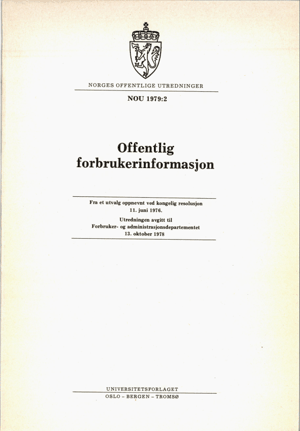 NORGES OFFENTLIGE UTREDNINGER
NOU 1979:2
Offentlig
forbrukerinformasjon
Fra et utvalg oppnevnt ved kongelig resolusjon
11. juni 1976.
Utredningen avgitt til
Forbruker- og administrasjonsdepartementet
13. oktober 1978
UNIVERSITETSFORLAGET
OSLO – BERGEN – TROMSØ